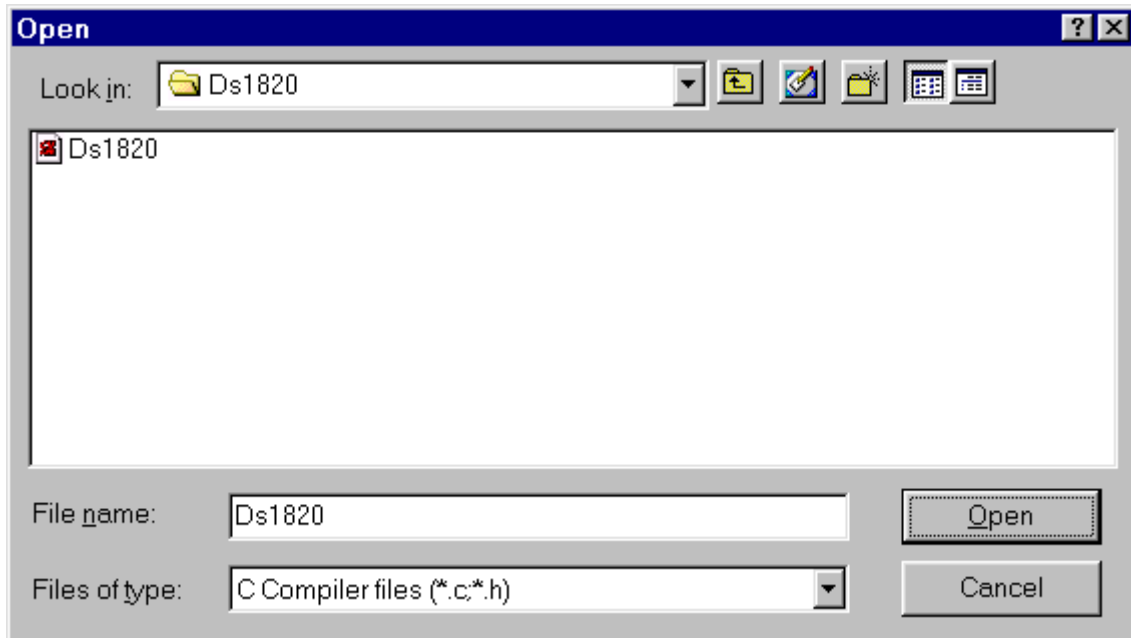 Open
Look in: Ds1820
Ds1820
File name: Ds1820 Open
Files of type: C Compiler files (*.c;*.h) Cancel